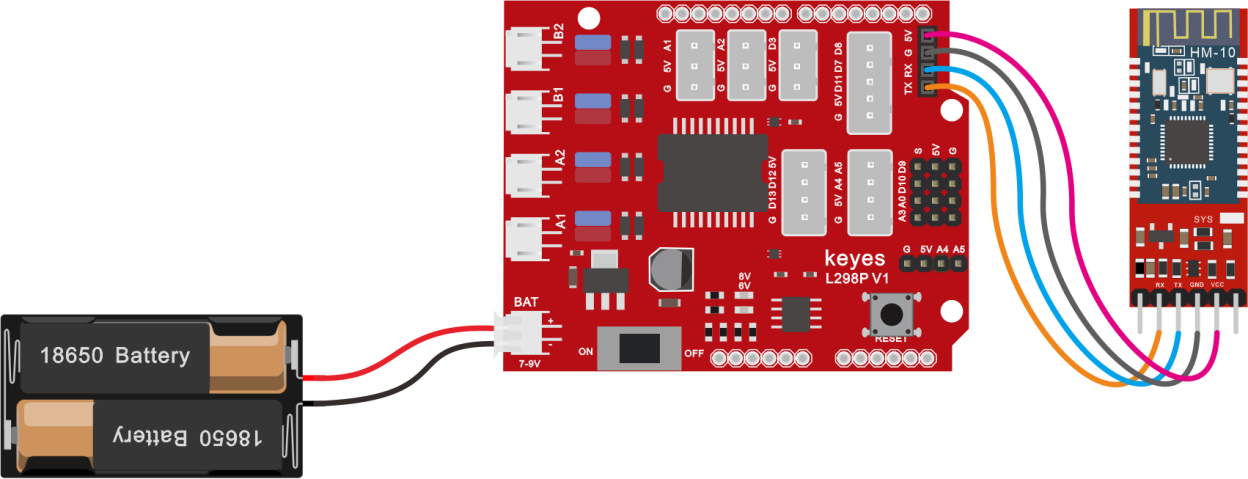 18650 Battery
18650 Battery
B2
B1
A2
A1
BAT
+
-
7-9V
ON
OFF
A1
5V
G
A2
5V
G
D3
5V
G
D8
D7
D11
5V
G
5V
G
RX
TX
5V
D12
D13
G
A5
A4
5V
G
S
5V
G
D9
D10
A0
A3
G 5V A4 A5
keyes
L298P V1
8V
6V
RESET
HM-10
SYS
RX TX GND VCC